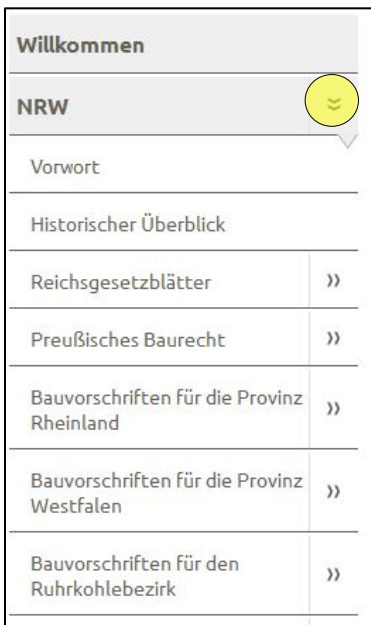 Willkommen
NRW
Vorwort
Historischer Überblick
Reichsgesetzblätter
Preußisches Baurecht
Bauvorschriften für die Provinz
Rheinland
Bauvorschriften für die Provinz
Westfalen
Bauvorschriften für den
Ruhrkohlebezirk